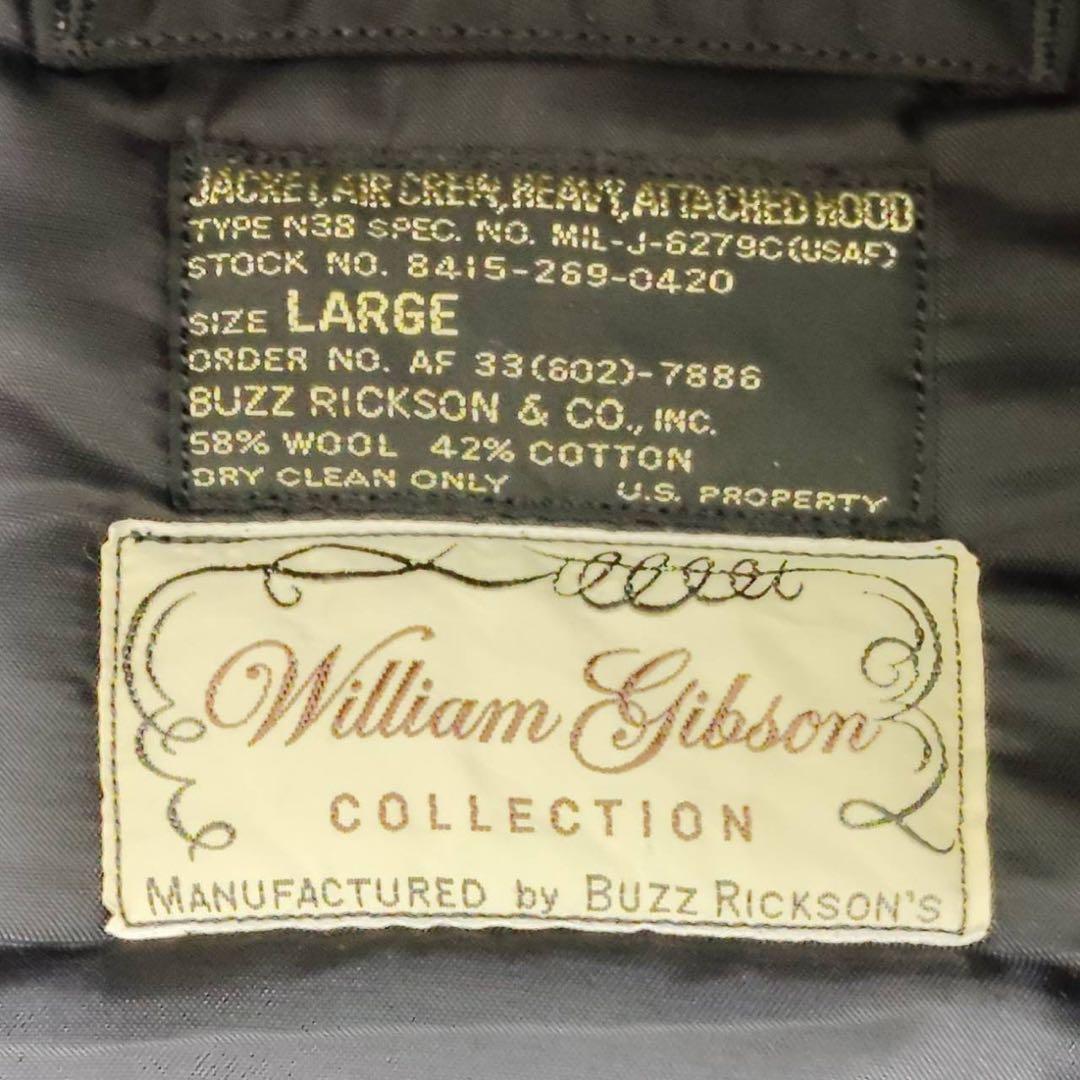 JACKET, AIR CREW, HEAVY, ATTACHED HOOD
TYPE N3B SPEC. NO. MIL-J-6279C (USAF)
STOCK NO. 8415-269-0420
SIZE LARGE
ORDER NO. AF 33(602)-7886
BUZZ RICKSON & CO., INC.
58% WOOL 42% COTTON
DRY CLEAN ONLY U.S. PROPERTY
William Gibson
COLLECTION
MANUFACTURED by BUZZ RICKSON'S